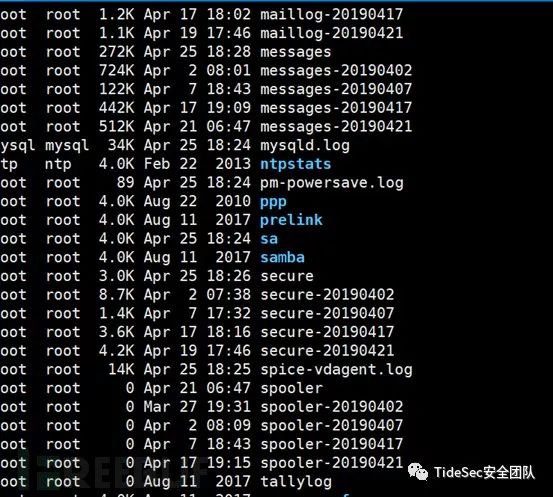 oot root 1.2K Apr 17 18:02 maillog-20190417
oot root 1.1K Apr 19 17:46 maillog-20190421
oot root 272K Apr 25 18:28 messages
oot root 724K Apr 2 08:01 messages-20190402
oot root 122K Apr 7 18:43 messages-20190407
oot root 442K Apr 17 19:09 messages-20190417
oot root 512K Apr 21 06:47 messages-20190421
ysql mysql 34K Apr 25 18:24 mysqld.log
tp ntp 4.0K Feb 22 2013 ntpstats
oot root 89 Apr 25 18:24 pm-powersave.log
oot root 4.0K Aug 22 2010 ppp
oot root 4.0K Aug 11 2017 prelink
oot root 4.0K Apr 25 18:24 sa
oot root 4.0K Aug 11 2017 samba
oot root 3.0K Apr 25 18:26 secure
oot root 8.7K Apr 2 07:38 secure-20190402
oot root 1.4K Apr 7 17:32 secure-20190407
oot root 3.6K Apr 17 18:16 secure-20190417
oot root 4.2K Apr 19 17:46 secure-20190421
oot root 14K Apr 25 18:25 spice-vdagent.log
oot root 0 Apr 21 06:47 spooler
oot root 0 Mar 27 19:31 spooler-20190402
oot root 0 Apr 2 08:09 spooler-20190407
oot root 0 Apr 7 18:43 spooler-20190417
oot root 0 Apr 17 19:15 spooler-20190421
oot root 0 Aug 11 2017 tallylog
TideSec安全团队